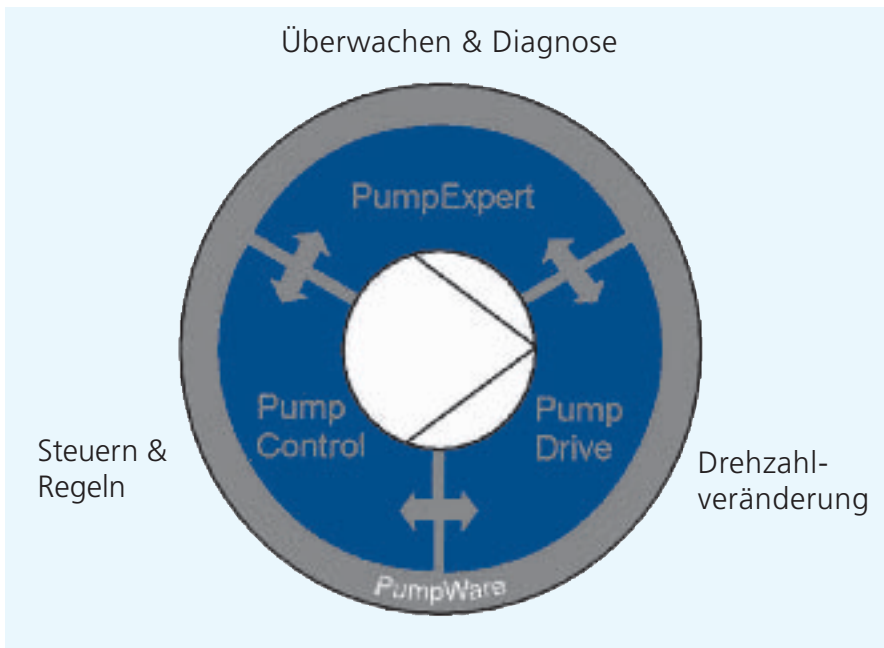 Überwachen & Diagnose
PumpExpert
Pump
Control
Pump
Drive
Steuern &
Regeln
Drehzahl-
veränderung
PumpWare